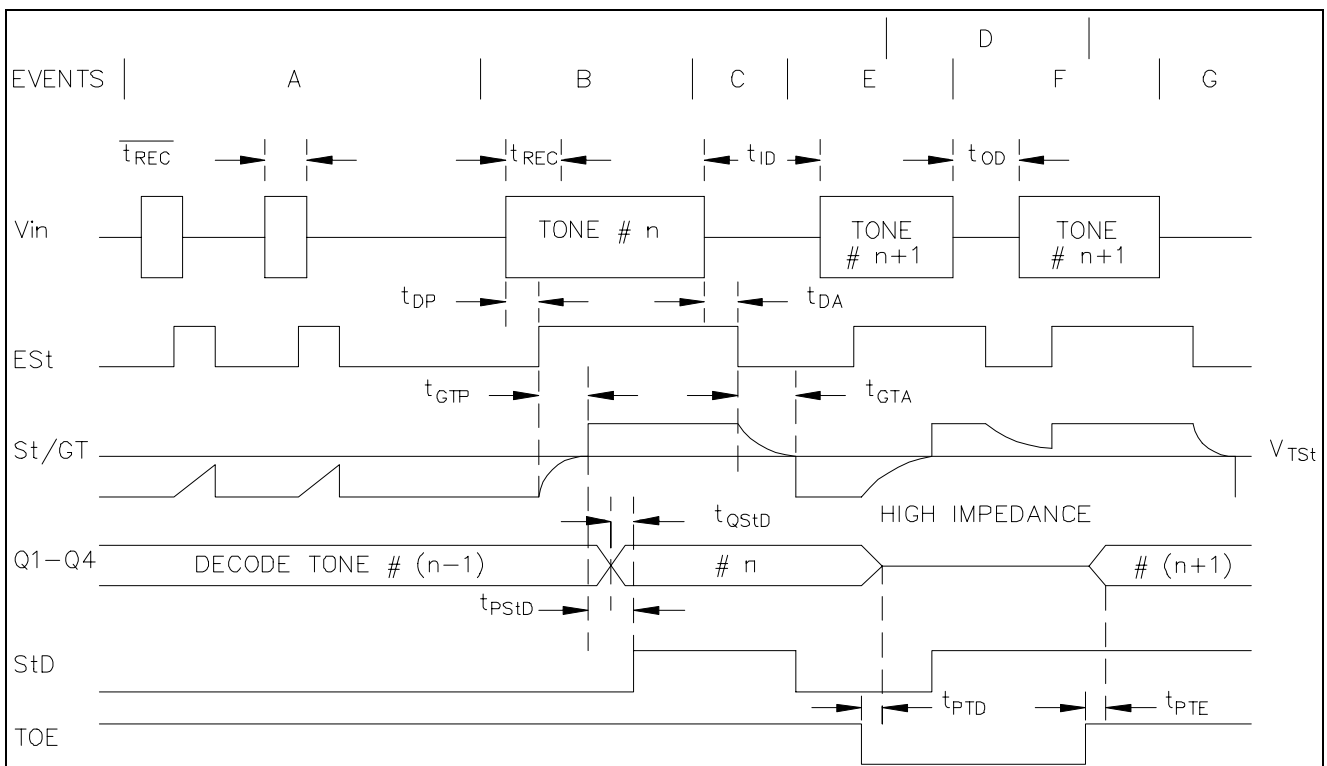 D
EVENTS A B C E F G
tREC tREC tID tOD
Vin TONE # n TONE # n+1 TONE # n+1
tDP tDA
ESt
tGTP tGTA
St/GT VTSt
tQStD HIGH IMPEDANCE
Q1-Q4 DECODE TONE # (n-1) # n # (n+1)
tPStD
StD
tPTD tPTE
TOE